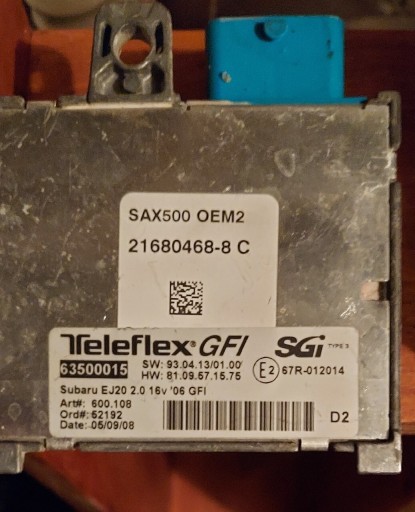 SAX500 OEM2
21680468-8 C
Teleflex GFI SGi TYPE 3
63500015 SW: 93.04.13/01.00
HW: 81.09.57.15.75
E2 67R-012014
Subaru EJ20 2.0 16v '06 GFI
Art#: 600.108
Ord#: 52192
Date: 05/09/08
D2